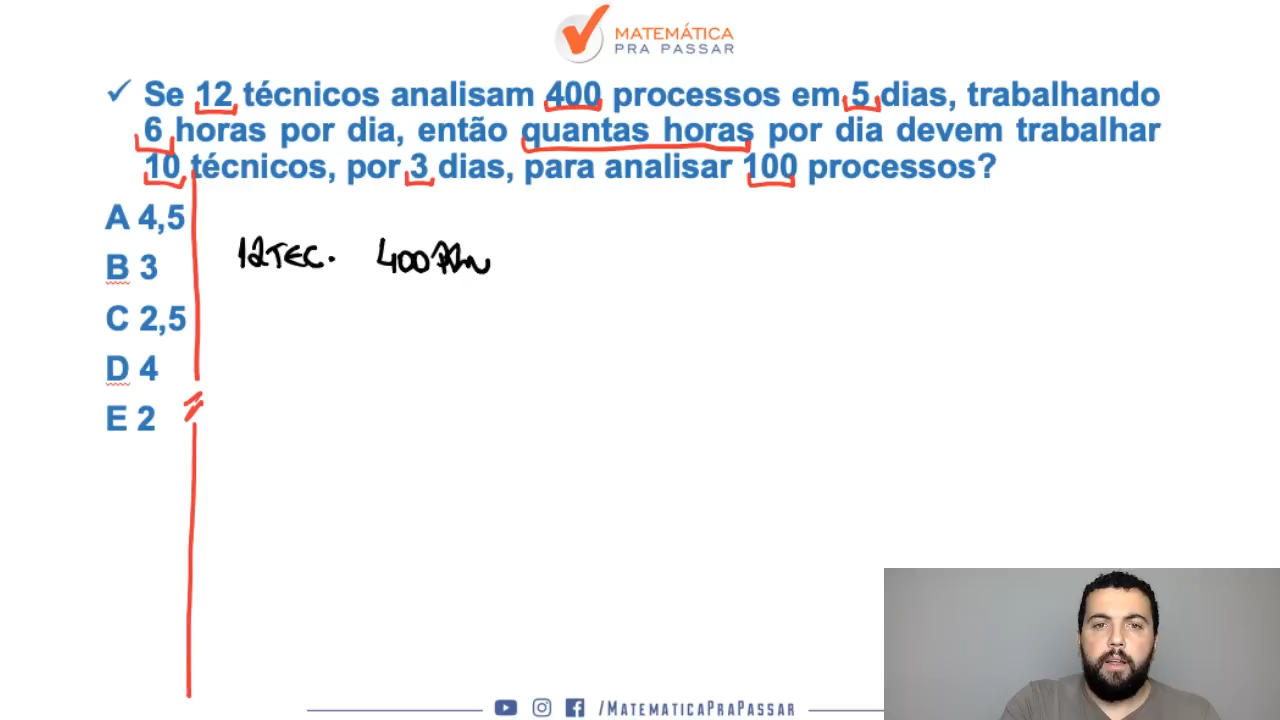 MATEMÁTICA
PRA PASSAR
Se 12 técnicos analisam 400 processos em 5 dias, trabalhando
6 horas por dia, então quantas horas por dia devem trabalhar
10 técnicos, por 3 dias, para analisar 100 processos?
A 4,5
B 3
C 2,5
D 4
E 2
12TEC. 400
/MATEMATICAPRAPASSAR